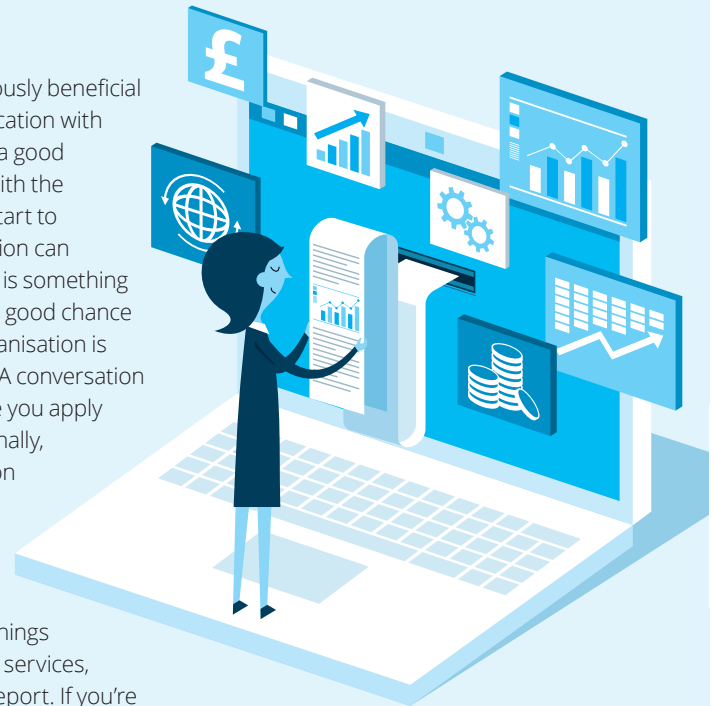 ously beneficial
cation with
a good
ith the
tart to
ion can
is something
good chance
anisation is
A conversation
e you apply
nally,
on
£
nings
services,
eport. If you're